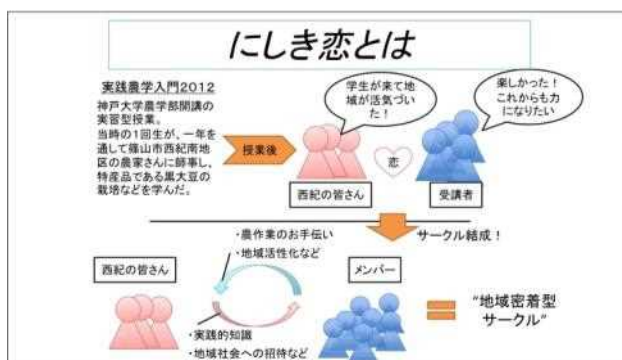 にしき恋とは
実践農学入門2012
神戸大学農学部開講の
実習型授業。
当時の1回生が、一年を
通して篠山市西紀南地
区の農家さんに師事し、
特産品である黒大豆の
栽培などを学んだ。
授業後
学生が来て地
域が活気づい
た!
楽しかった!
これからも力
になりたい
恋
西紀の皆さん
受講者
サークル結成!
・農作業のお手伝い
・地域活性化など
西紀の皆さん
メンバー
・実践的知識
・地域社会への招待など
“地域密着型
サークル”